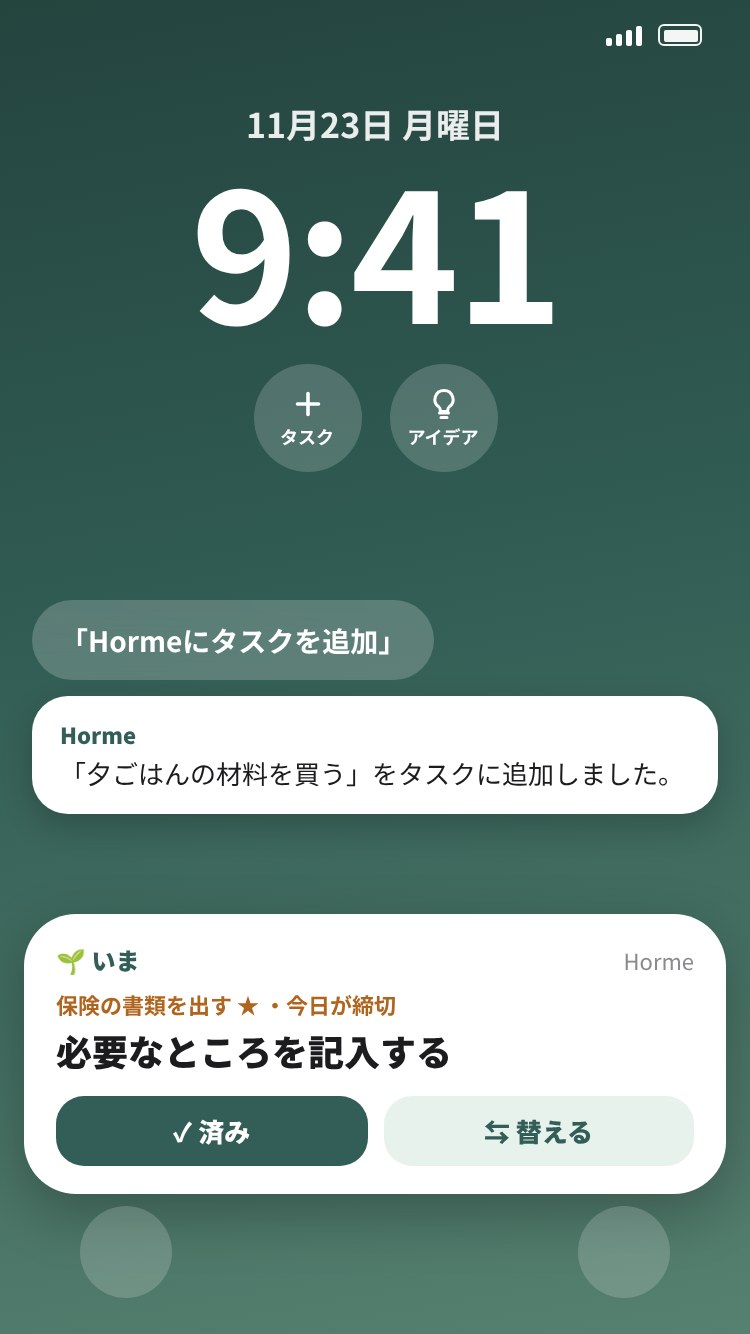 11月23日 月曜日
9:41
タスク
アイデア
「Hormeにタスクを追加」
Horme
「夕ごはんの材料を買う」をタスクに追加しました。
🌱 いま
Horme
保険の書類を出す ★ ・今日が締切
必要なところを記入する
✓ 済み
⇆ 替える